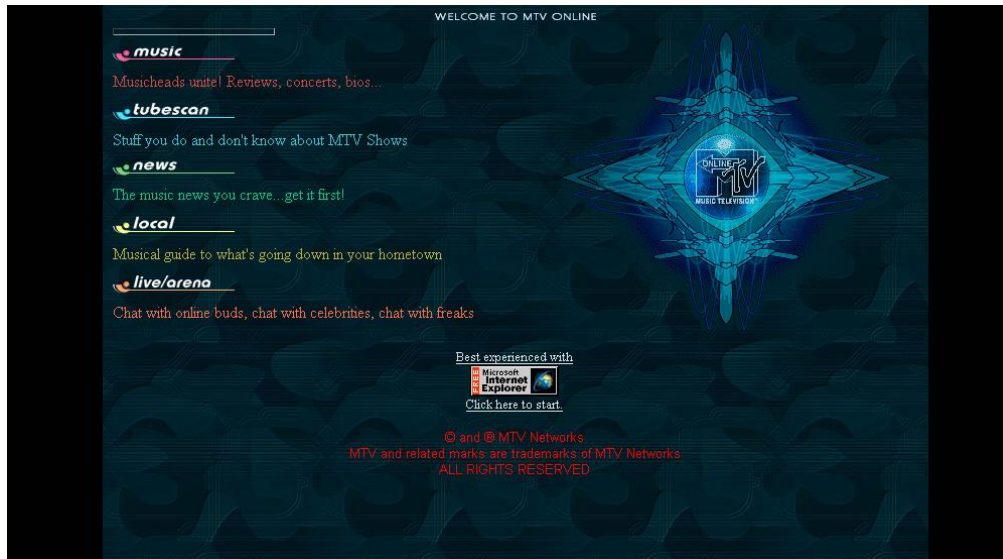 WELCOME TO MTV ONLINE
music
Musicheads unite! Reviews, concerts, bios...
tubescan
Stuff you do and don't know about MTV Shows
news
The music news you crave...get it first!
local
Musical guide to what's going down in your hometown
live/arena
Chat with online buds, chat with celebrities, chat with freaks
ONLINE
MTV
MUSIC TELEVISION™
Best experienced with
FREE
Microsoft
Internet
Explorer
Click here to start.
© and ® MTV Networks
MTV and related marks are trademarks of MTV Networks
ALL RIGHTS RESERVED